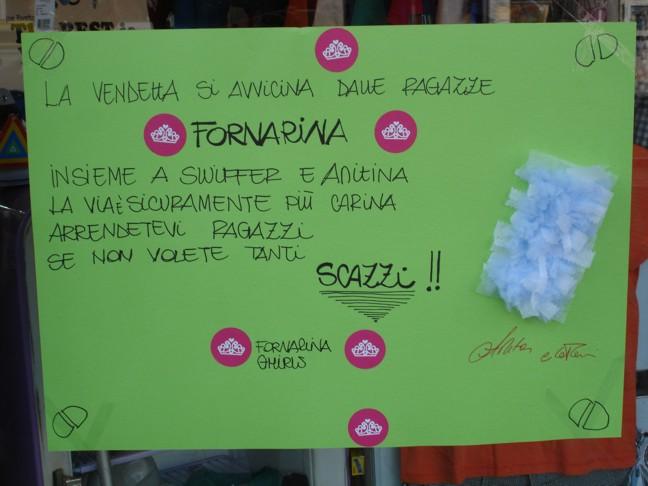 LA VENDETTA SI AVVICINA DALLE RAGAZZE
FORNARINA
INSIEME A SWIFFER E ANITINA
LA VIA è SICURAMENTE PIÙ CARINA
ARRENDETEVI RAGAZZI
SE NON VOLETE TANTI
SCAZZI !!
FORNARINA